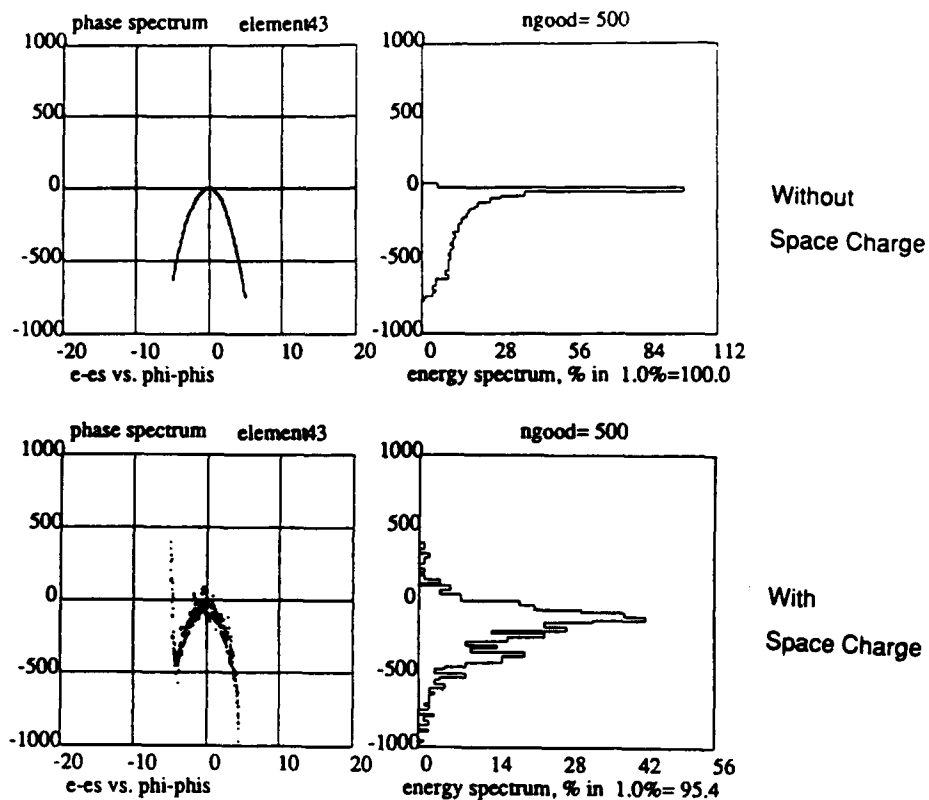 phase spectrum element43
1000
500
0
-500
-1000
-20 -10 0 10 20
e-es vs. phi-phis
ngood= 500
1000
500
0
-500
-1000
0 28 56 84 112
energy spectrum, % in 1.0%=100.0
Without
Space Charge
phase spectrum element43
1000
500
0
-500
-1000
-20 -10 0 10 20
e-es vs. phi-phis
ngood= 500
1000
500
0
-500
-1000
0 14 28 42 56
energy spectrum, % in 1.0%= 95.4
With
Space Charge